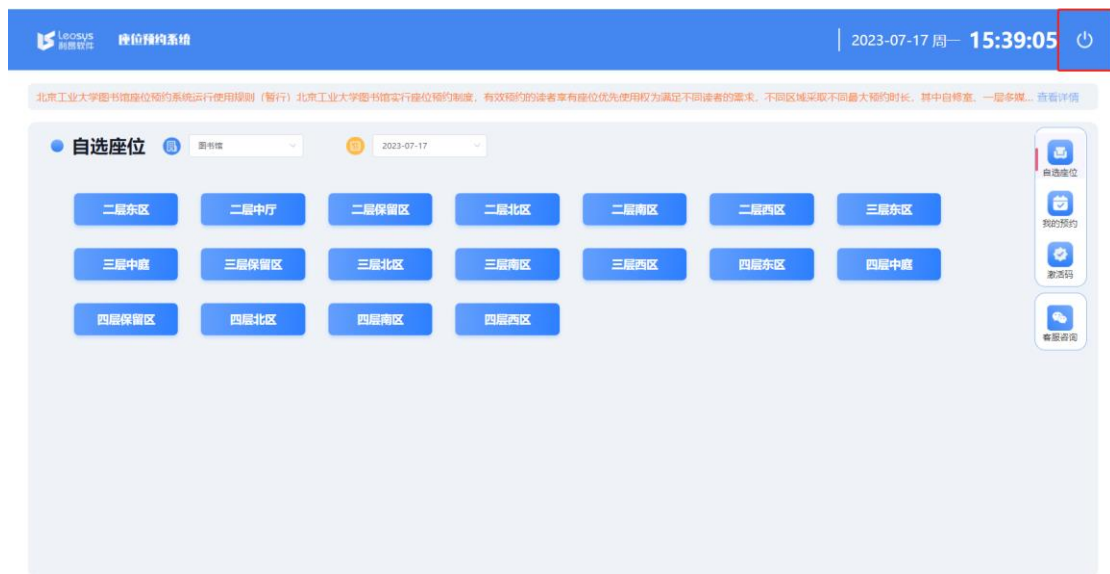 Leosys
利昂软件
座位预约系统
2023-07-17 周一 15:39:05
北京工业大学图书馆座位预约系统运行使用规则（暂行）北京工业大学图书馆实行座位预约制度，有效预约的读者享有座位优先使用权为满足不同读者的需求，不同区域采取不同最大预约时长，其中自修室，一层多媒... 查看详情
自选座位 图书馆 2023-07-17
二层东区 二层中厅 二层保留区 二层北区 二层南区 二层西区 三层东区
三层中庭 三层保留区 三层北区 三层南区 三层西区 四层东区 四层中庭
四层保留区 四层北区 四层南区 四层西区
自选座位
我的预约
激活码
客服咨询